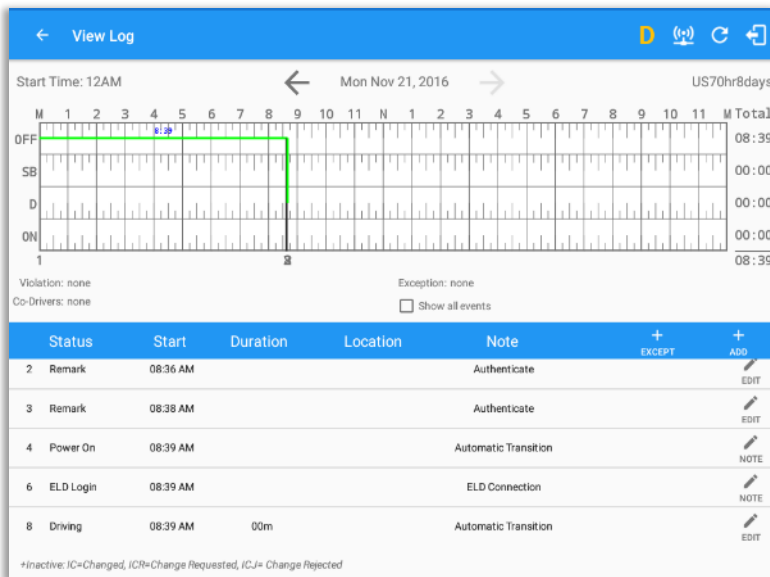 View Log D
Start Time: 12AM Mon Nov 21, 2016 US70hr8days
M 1 2 3 4 5 6 7 8 9 10 11 N 1 2 3 4 5 6 7 8 9 10 11 M Total
8:39
OFF 08:39
SB 00:00
D 00:00
ON 00:00
1 08:39
Violation: none Exception: none
Co-Drivers: none Show all events
Status Start Duration Location Note + EXCEPT + ADD
2 Remark 08:36 AM Authenticate EDIT
3 Remark 08:38 AM Authenticate EDIT
4 Power On 08:39 AM Automatic Transition NOTE
6 ELD Login 08:39 AM ELD Connection NOTE
8 Driving 08:39 AM 00m Automatic Transition EDIT
+Inactive: IC=Changed, ICR=Change Requested, ICJ= Change Rejected